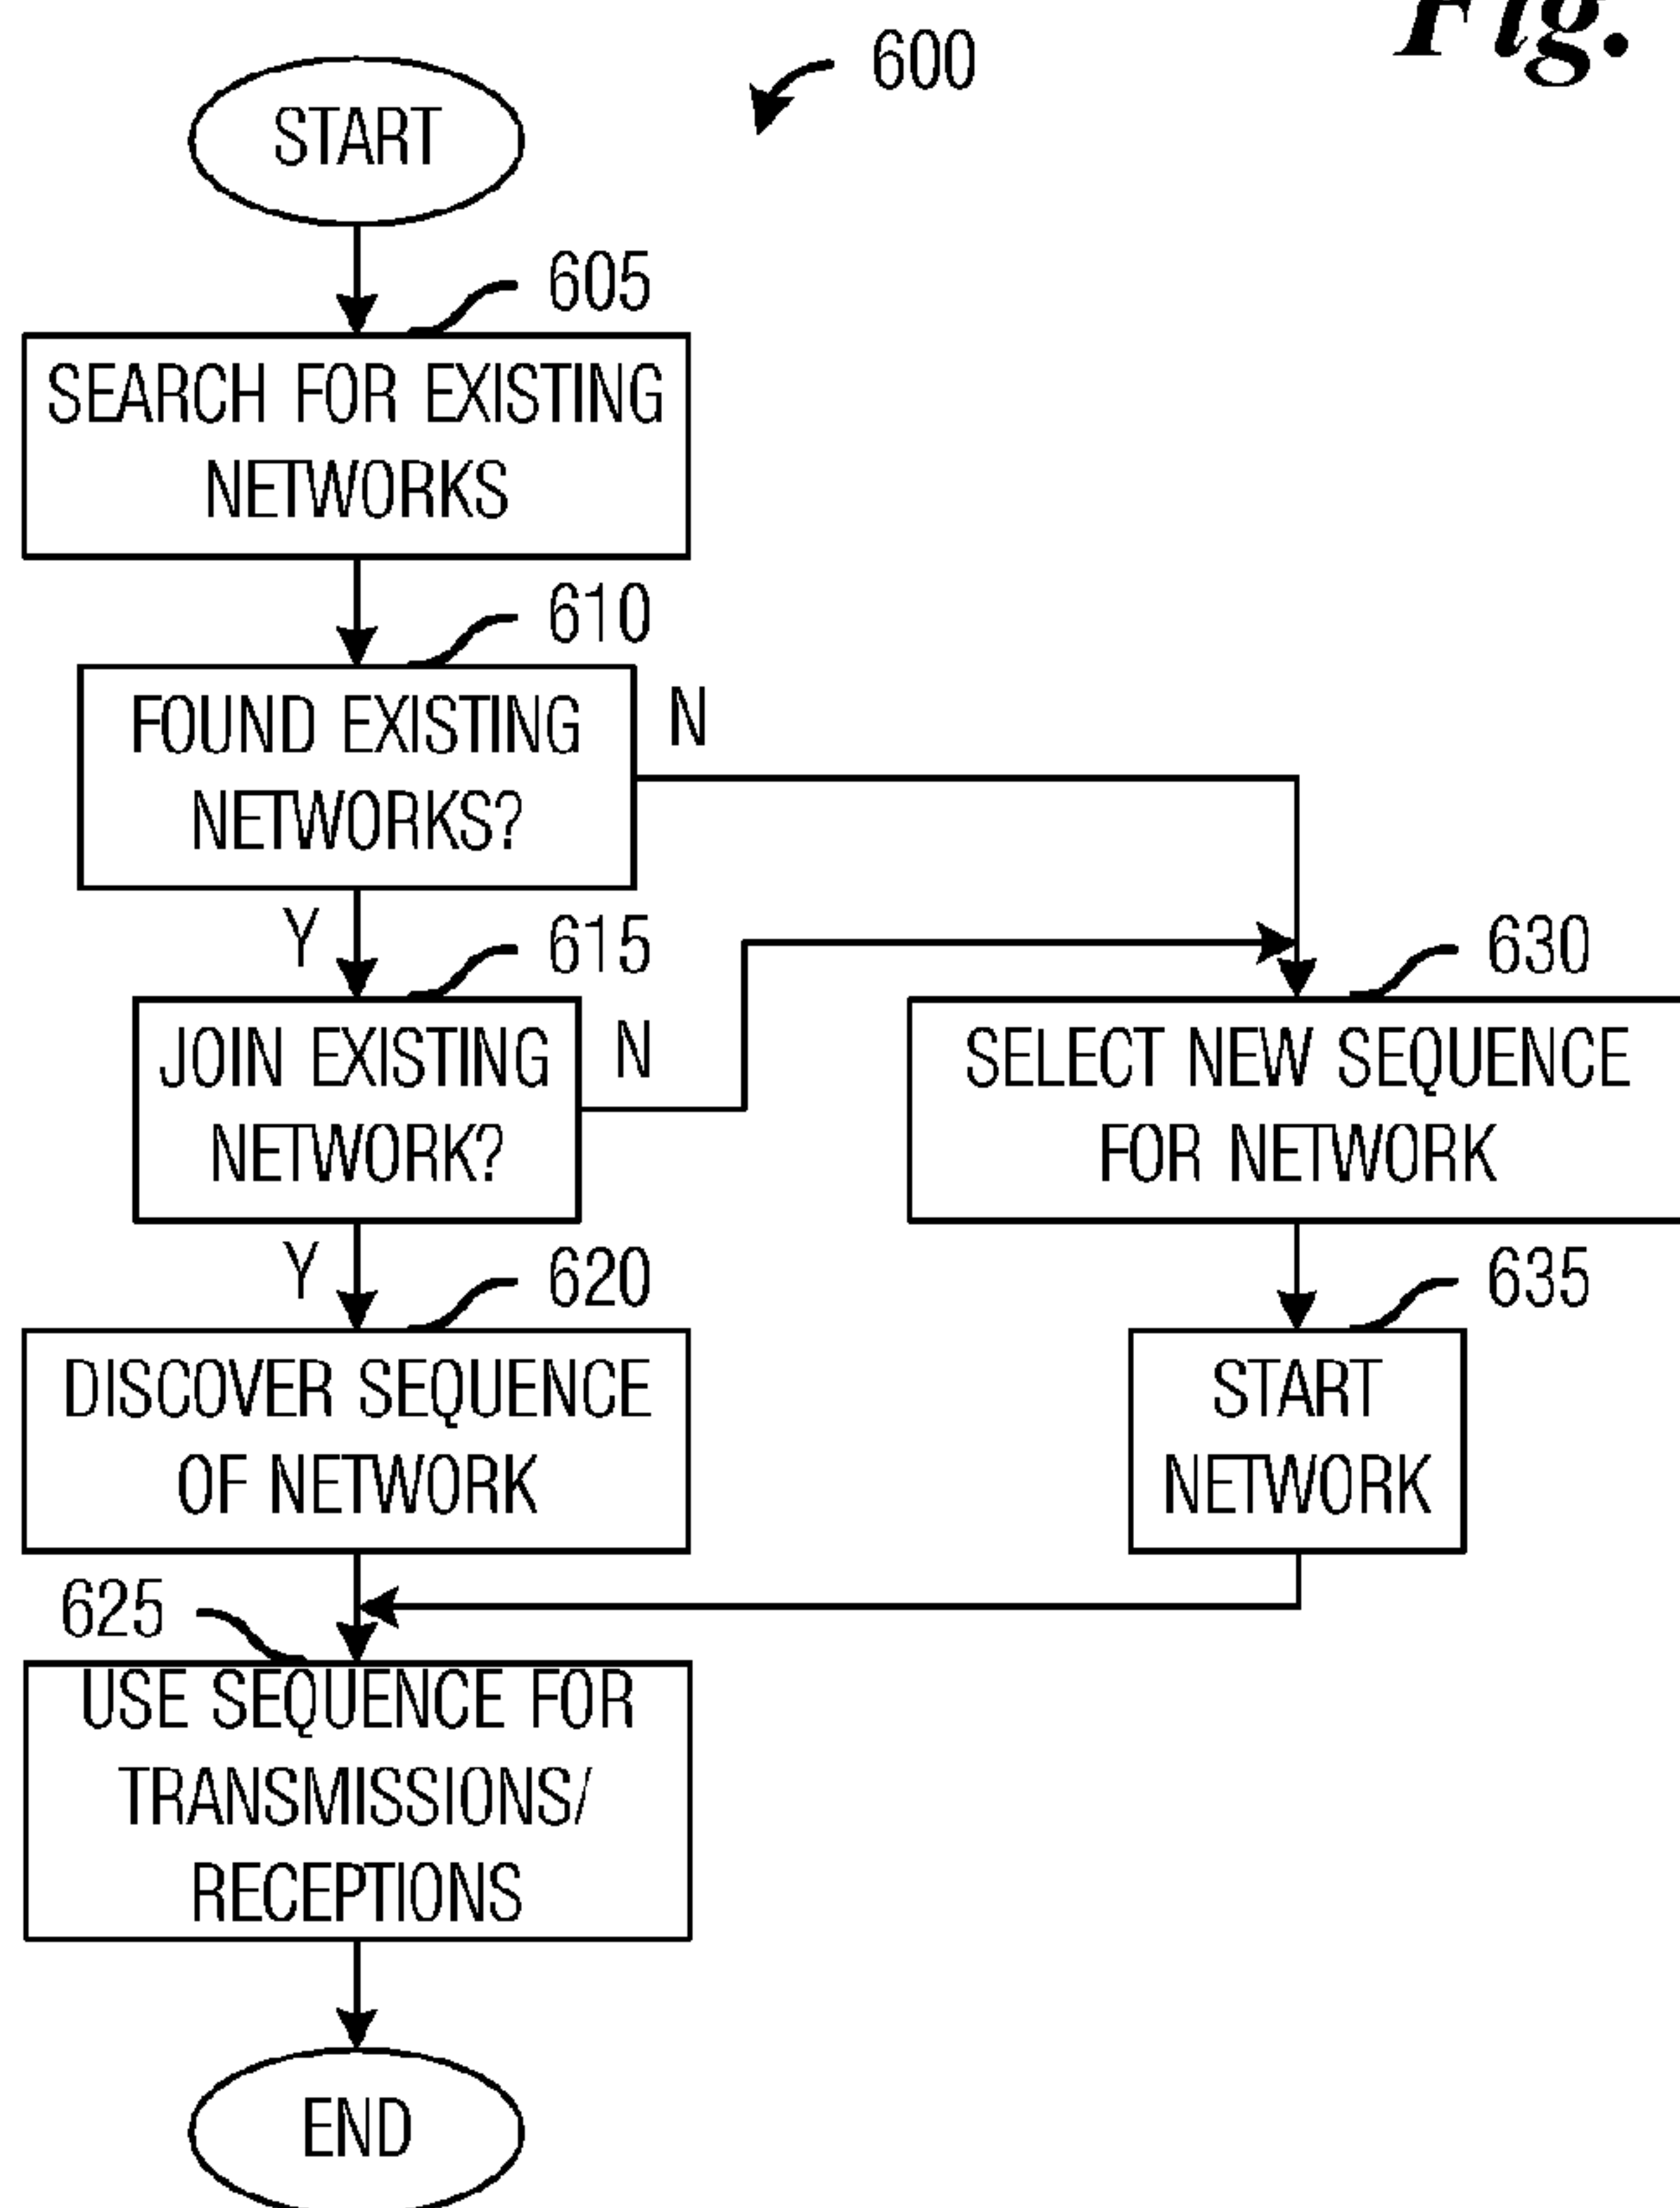 Fig.
600
START
605
SEARCH FOR EXISTING
NETWORKS
610
FOUND EXISTING
NETWORKS?
N
Y
615
JOIN EXISTING
NETWORK?
N
630
SELECT NEW SEQUENCE
FOR NETWORK
Y
620
DISCOVER SEQUENCE
OF NETWORK
635
START
NETWORK
625
USE SEQUENCE FOR
TRANSMISSIONS/
RECEPTIONS
END